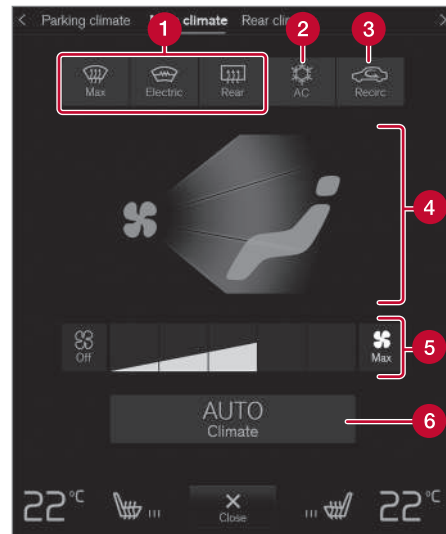 Parking climate climate Rear
1 2 3
Max Electric Rear AC Recirc
4
Off Max 5
AUTO
Climate
6
22°C 22°C
Close